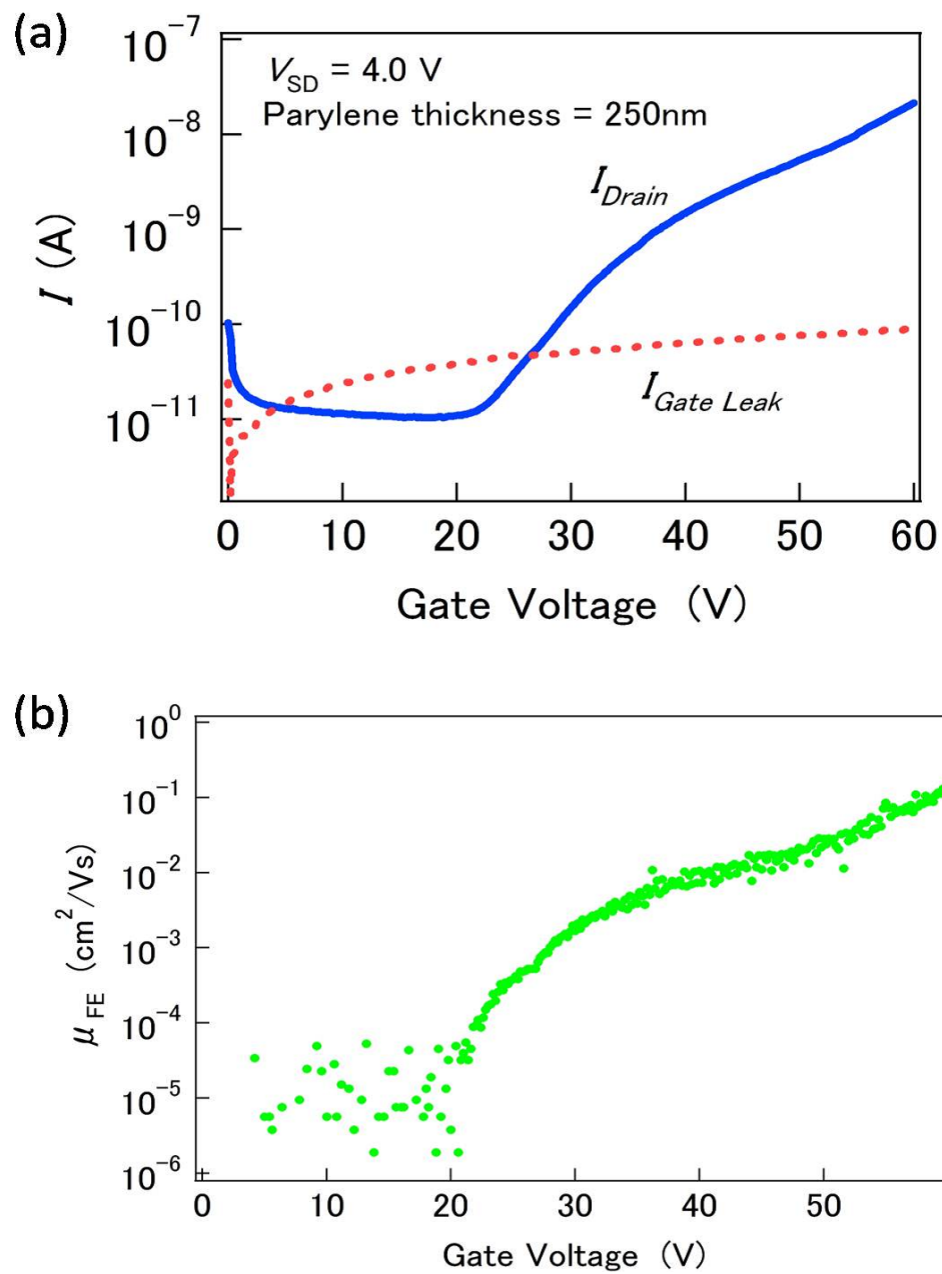 (a)
10⁻⁷
V_SD = 4.0 V
Parylene thickness = 250nm
10⁻⁸
I_Drain
10⁻⁹
I (A)
10⁻¹⁰
I_Gate Leak
10⁻¹¹
0 10 20 30 40 50 60
Gate Voltage (V)
(b)
10⁰
10⁻¹
10⁻²
10⁻³
μ_FE (cm²/Vs)
10⁻⁴
10⁻⁵
10⁻⁶
0 10 20 30 40 50
Gate Voltage (V)